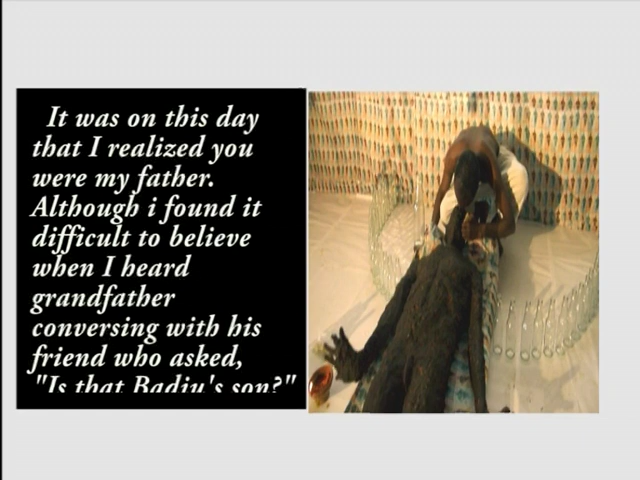 It was on this day
that I realized you
were my father.
Although i found it
difficult to believe
when I heard
grandfather
conversing with his
friend who asked,
"Is that Badju's son?"